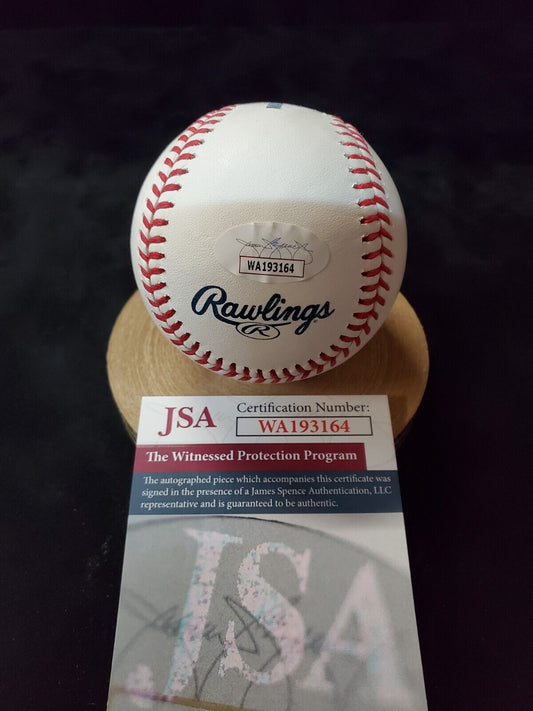 WA193164
Rawlings
R
JSA
Certification Number:
WA193164
The Witnessed Protection Program
The autographed piece which accompanies this certificate was
signed in the presence of a James Spence Authentication, LLC
representative and is guaranteed to be authentic.
JSA